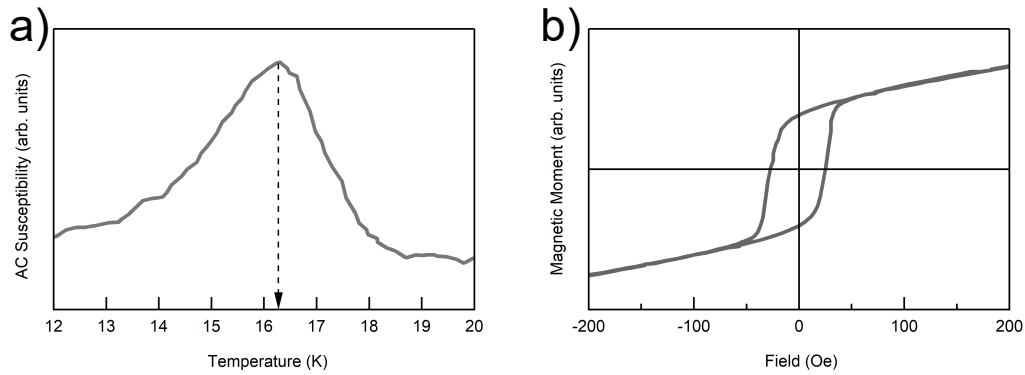 a)
AC Susceptibility (arb. units)
12 13 14 15 16 17 18 19 20
Temperature (K)
b)
Magnetic Moment (arb. units)
-200 -100 0 100 200
Field (Oe)